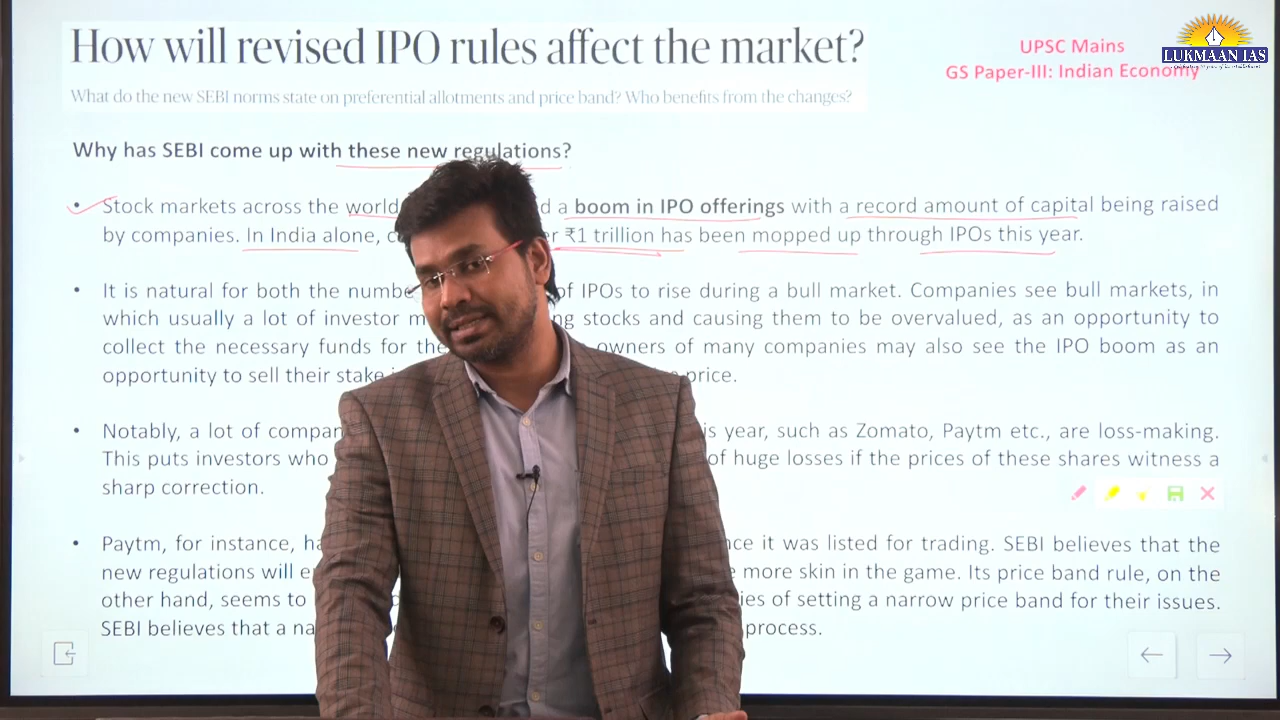 How will revised IPO rules affect the market?
What do the new SEBI norms state on preferential allotments and price band? Who benefits from the changes?
UPSC Mains
GS Paper-III: Indian Economy
LUKMAAN IAS
Why has SEBI come up with these new regulations?
• Stock markets across the world a boom in IPO offerings with a record amount of capital being raised
by companies. In India alone, ₹1 trillion has been mopped up through IPOs this year.
• It is natural for both the of IPOs to rise during a bull market. Companies see bull markets, in
which usually a lot of investor stocks and causing them to be overvalued, as an opportunity to
collect the necessary funds for owners of many companies may also see the IPO boom as an
opportunity to sell their stake price.
• Notably, a lot of year, such as Zomato, Paytm etc., are loss-making.
This puts investors who of huge losses if the prices of these shares witness a
sharp correction.
• Paytm, for instance, it was listed for trading. SEBI believes that the
new regulations will more skin in the game. Its price band rule, on the
other hand, seems to of setting a narrow price band for their issues.
SEBI believes that a process.